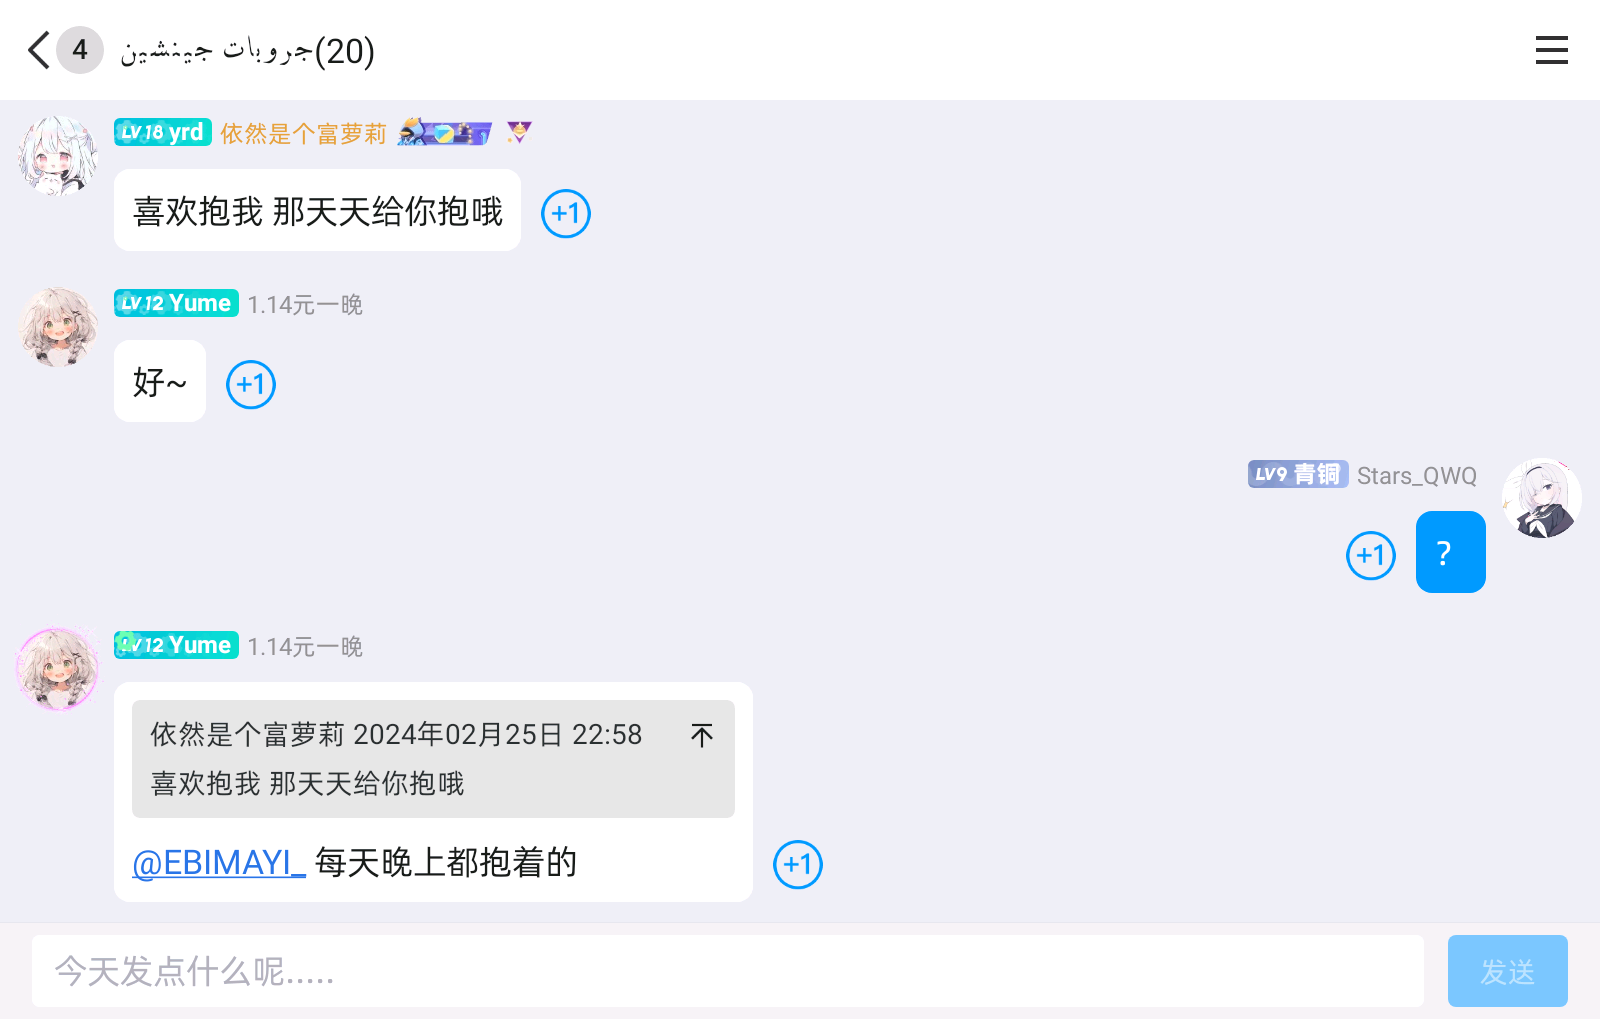 4 جروبات جينشين(20)
LV18 yrd 依然是个富萝莉
喜欢抱我 那天天给你抱哦
+1
LV12 Yume 1.14元一晚
好~
+1
LV9 青铜 Stars_QWQ
+1
?
LV12 Yume 1.14元一晚
依然是个富萝莉 2024年02月25日 22:58
喜欢抱我 那天天给你抱哦
@EBIMAYI_ 每天晚上都抱着的
+1
今天发点什么呢.....
发送